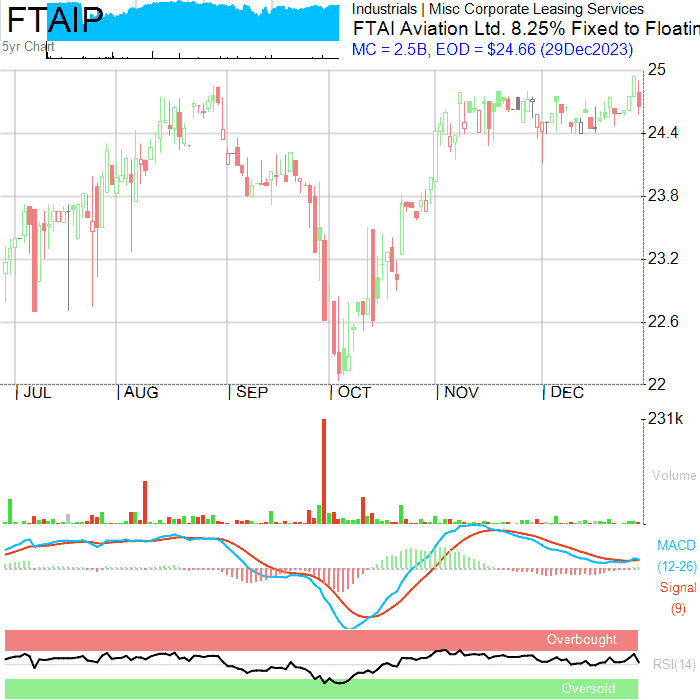 FTAIP
Industrials | Misc Corporate Leasing Services
FTAI Aviation Ltd. 8.25% Fixed to Floatin
MC = 2.5B, EOD = $24.66 (29Dec2023)
5yr Chart
25
24.4
23.8
23.2
22.6
22
JUL AUG SEP OCT NOV DEC
231k
Volume
MACD
(12-26)
Signal
(9)
Overbought
RSI(14)
Oversold